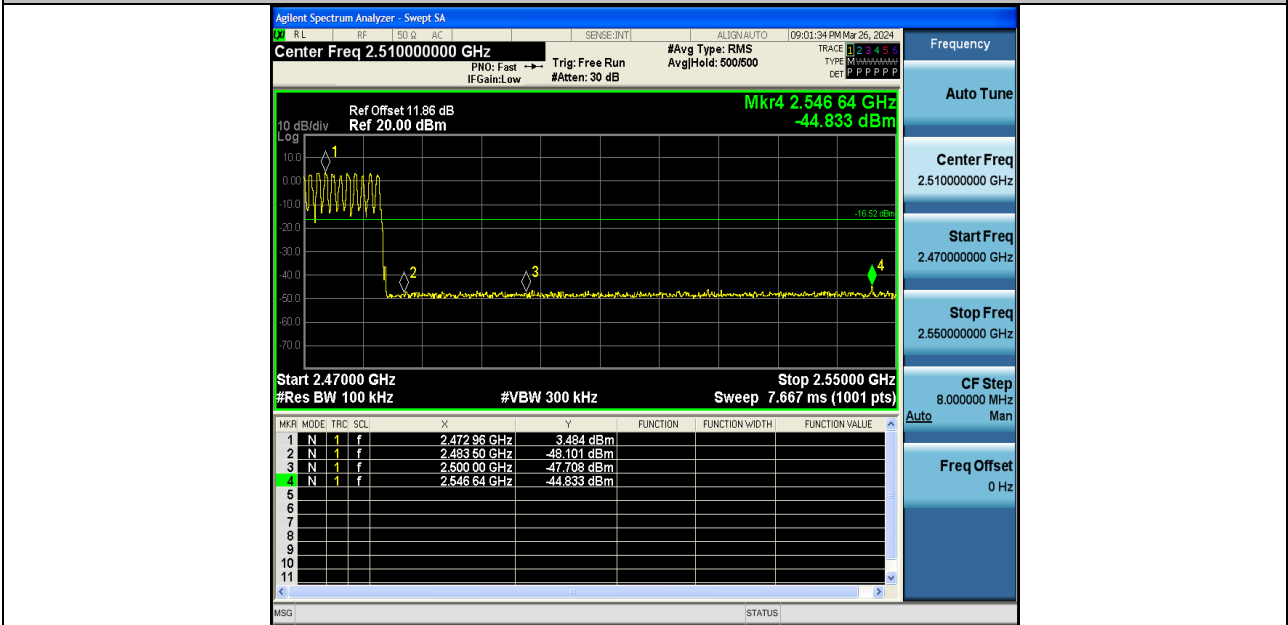 Agilent Spectrum Analyzer - Swept SA
RL RF 50 Ω AC SENSE:INT ALIGN AUTO 09:01:34 PM Mar 26, 2024
Center Freq 2.510000000 GHz
PNO: Fast
IFGain:Low
Trig: Free Run
#Atten: 30 dB
#Avg Type: RMS
Avg|Hold: 500/500
TRACE 1 2 3 4 5 6
TYPE M
DET P P P P P P
Frequency
Auto Tune
Center Freq
2.510000000 GHz
Start Freq
2.470000000 GHz
Stop Freq
2.550000000 GHz
CF Step
8.000000 MHz
Auto Man
Freq Offset
0 Hz
Mkr4 2.546 64 GHz
-44.833 dBm
Ref Offset 11.86 dB
10 dB/div Ref 20.00 dBm
Log
10.0
0.00
-10.0
-20.0
-30.0
-40.0
-50.0
-60.0
-70.0
1
2
3
4
-16.52 dBm
Start 2.47000 GHz Stop 2.55000 GHz
#Res BW 100 kHz #VBW 300 kHz Sweep 7.667 ms (1001 pts)
MKR MODE TRC SCL X Y FUNCTION FUNCTION WIDTH FUNCTION VALUE
1 N 1 f 2.472 96 GHz 3.484 dBm
2 N 1 f 2.483 50 GHz -48.101 dBm
3 N 1 f 2.500 00 GHz -47.708 dBm
4 N 1 f 2.546 64 GHz -44.833 dBm
5
6
7
8
9
10
11
MSG STATUS